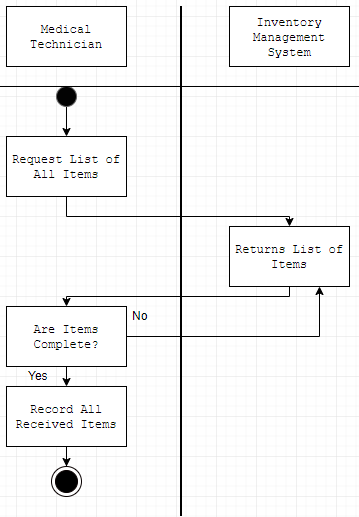 Medical
Technician
Inventory
Management
System
Request List of
All Items
Returns List of
Items
Are Items
Complete?
No
Yes
Record All
Received Items